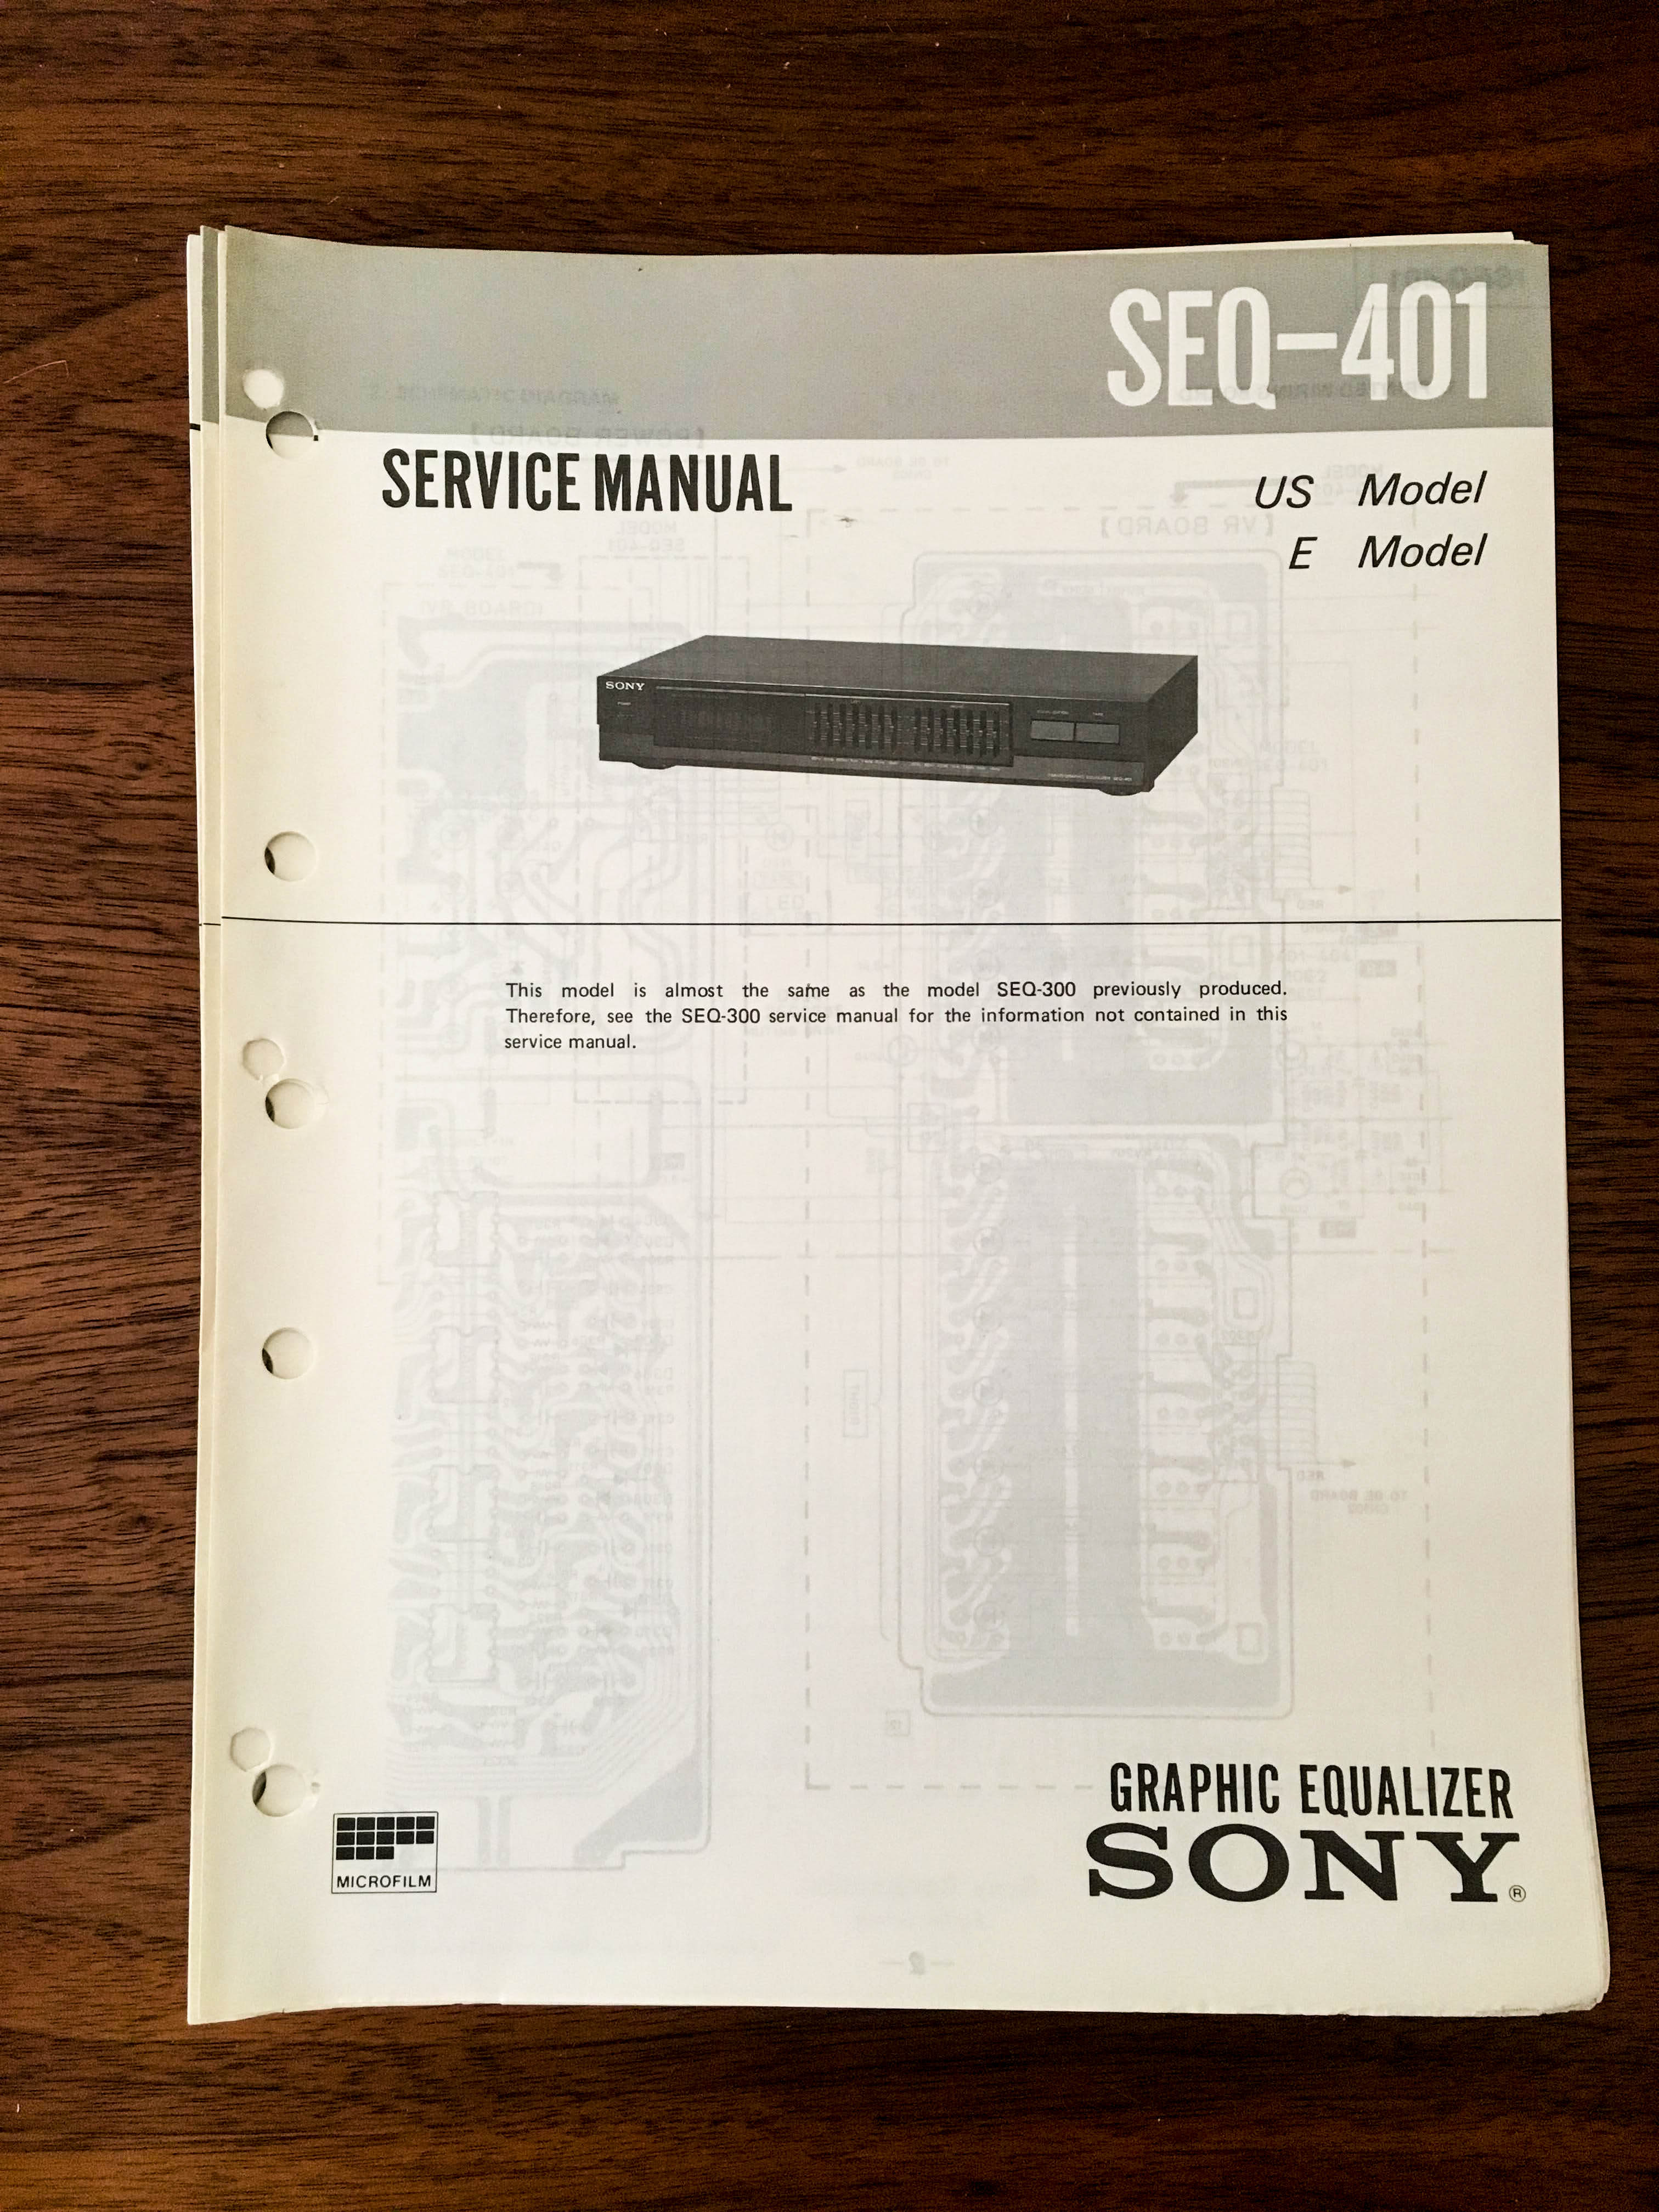 SEQ-401
SERVICE MANUAL
US Model
E Model
SONY
This model is almost the same as the model SEQ-300 previously produced.
Therefore, see the SEQ-300 service manual for the information not contained in this
service manual.
GRAPHIC EQUALIZER
SONY®
MICROFILM